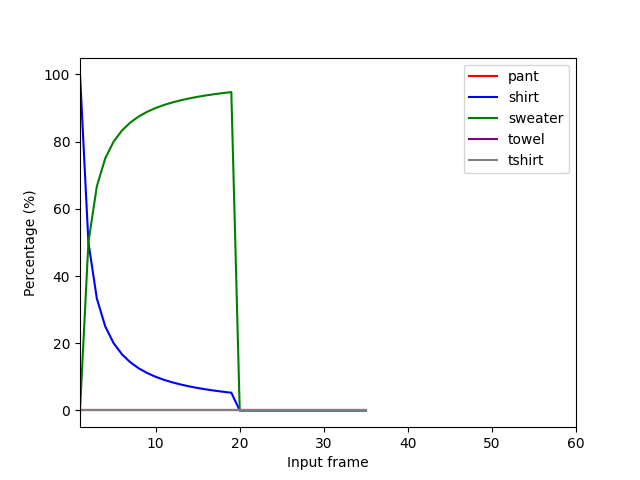 100
80
60
40
20
0
Percentage (%)
10 20 30 40 50 60
Input frame
pant
shirt
sweater
towel
tshirt